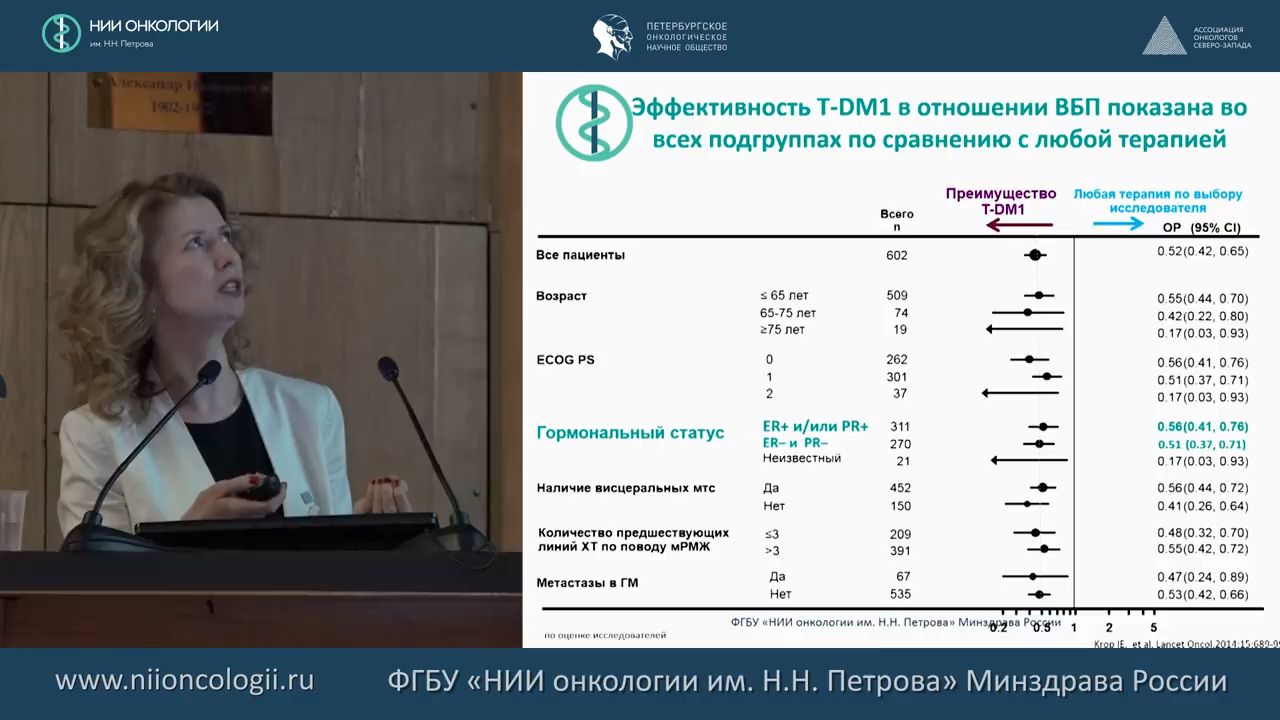 НИИ ОНКОЛОГИИ
им. Н.Н. Петрова
ПЕТЕРБУРГСКОЕ
ОНКОЛОГИЧЕСКОЕ
НАУЧНОЕ ОБЩЕСТВО
АССОЦИАЦИЯ
ОНКОЛОГОВ
СЕВЕРО-ЗАПАДА
Александр
1902-19
Эффективность T-DM1 в отношении ВБП показана во
всех подгруппах по сравнению с любой терапией
Преимущество
T-DM1
Любая терапия по выбору
исследователя
Всего
n
ОР (95% CI)
Все пациенты 602 0.52(0.42, 0.65)
Возраст ≤ 65 лет 509 0.55(0.44, 0.70)
65-75 лет 74 0.42(0.22, 0.80)
≥75 лет 19 0.17(0.03, 0.93)
ECOG PS 0 262 0.56(0.41, 0.76)
1 301 0.51(0.37, 0.71)
2 37 0.17(0.03, 0.93)
Гормональный статус ER+ и/или PR+ 311 0.56(0.41, 0.76)
ER– и PR– 270 0.51 (0.37, 0.71)
Неизвестный 21 0.17(0.03, 0.93)
Наличие висцеральных мтс Да 452 0.56(0.44, 0.72)
Нет 150 0.41(0.26, 0.64)
Количество предшествующих ≤3 209 0.48(0.32, 0.70)
линий ХТ по поводу мРМЖ >3 391 0.55(0.42, 0.72)
Метастазы в ГМ Да 67 0.47(0.24, 0.89)
Нет 535 0.53(0.42, 0.66)
0.2 0.5 1 2 5
ФГБУ «НИИ онкологии им. Н.Н. Петрова» Минздрава России
по оценке исследователей
Krop IE, et al. Lancet Oncol.2014;15:689-9
www.niioncologii.ru
ФГБУ «НИИ онкологии им. Н.Н. Петрова» Минздрава России